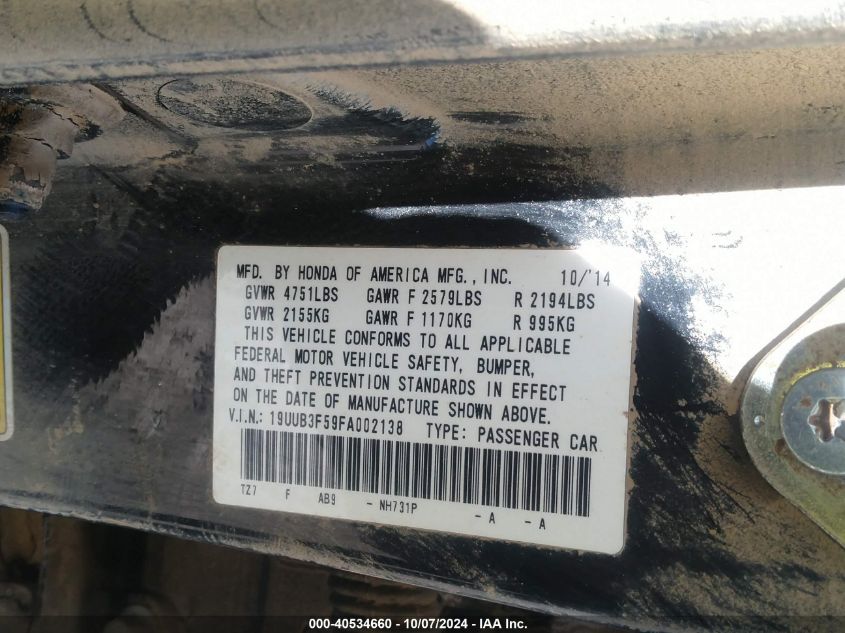 MFD. BY HONDA OF AMERICA MFG., INC. 10/'14
GVWR 4751LBS GAWR F 2579LBS R 2194LBS
GVWR 2155KG GAWR F 1170KG R 995KG
THIS VEHICLE CONFORMS TO ALL APPLICABLE
FEDERAL MOTOR VEHICLE SAFETY, BUMPER,
AND THEFT PREVENTION STANDARDS IN EFFECT
ON THE DATE OF MANUFACTURE SHOWN ABOVE.
V.I.N.: 19UUB3F59FA002138 TYPE: PASSENGER CAR
TZ7 F AB9 - NH731P - A - A
000-40534660 - 10/07/2024 - IAA Inc.